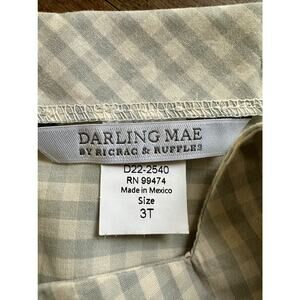 DARLING MAE
BY RICRAC & RUFFLES
D22-2540
RN 99474
Made in Mexico
Size
3T